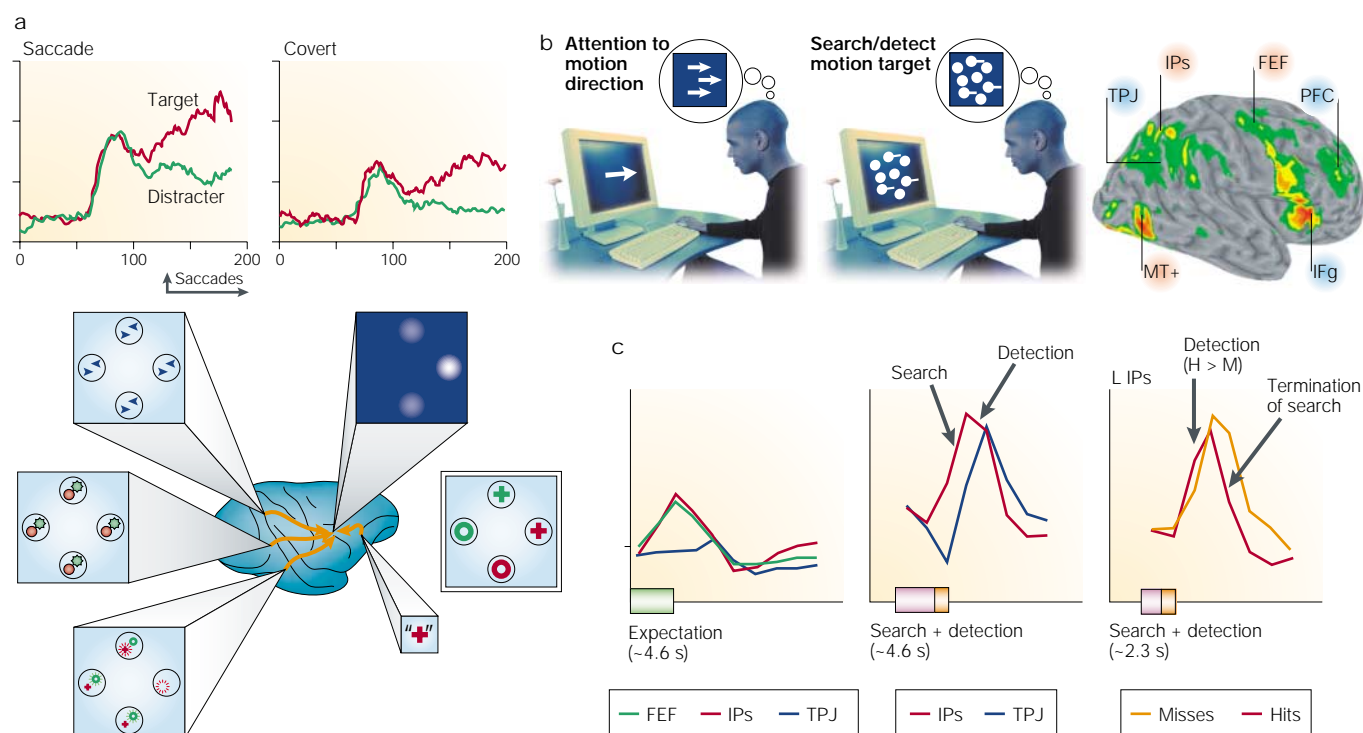 a
Saccade
Target
Distracter
0
100
Saccades
Covert
0
100
200
b
Attention to
motion
direction
Search/detect
motion target
IPs
FEF
TPJ
PFC
MT+
IFg
"+"
c
Expectation
(~4.6 s)
FEF IPs TPJ
Search
Detection
Search + detection
(~4.6 s)
IPs TPJ
L IPs
Detection
(H > M)
Termination
of search
Search + detection
(~2.3 s)
Misses Hits